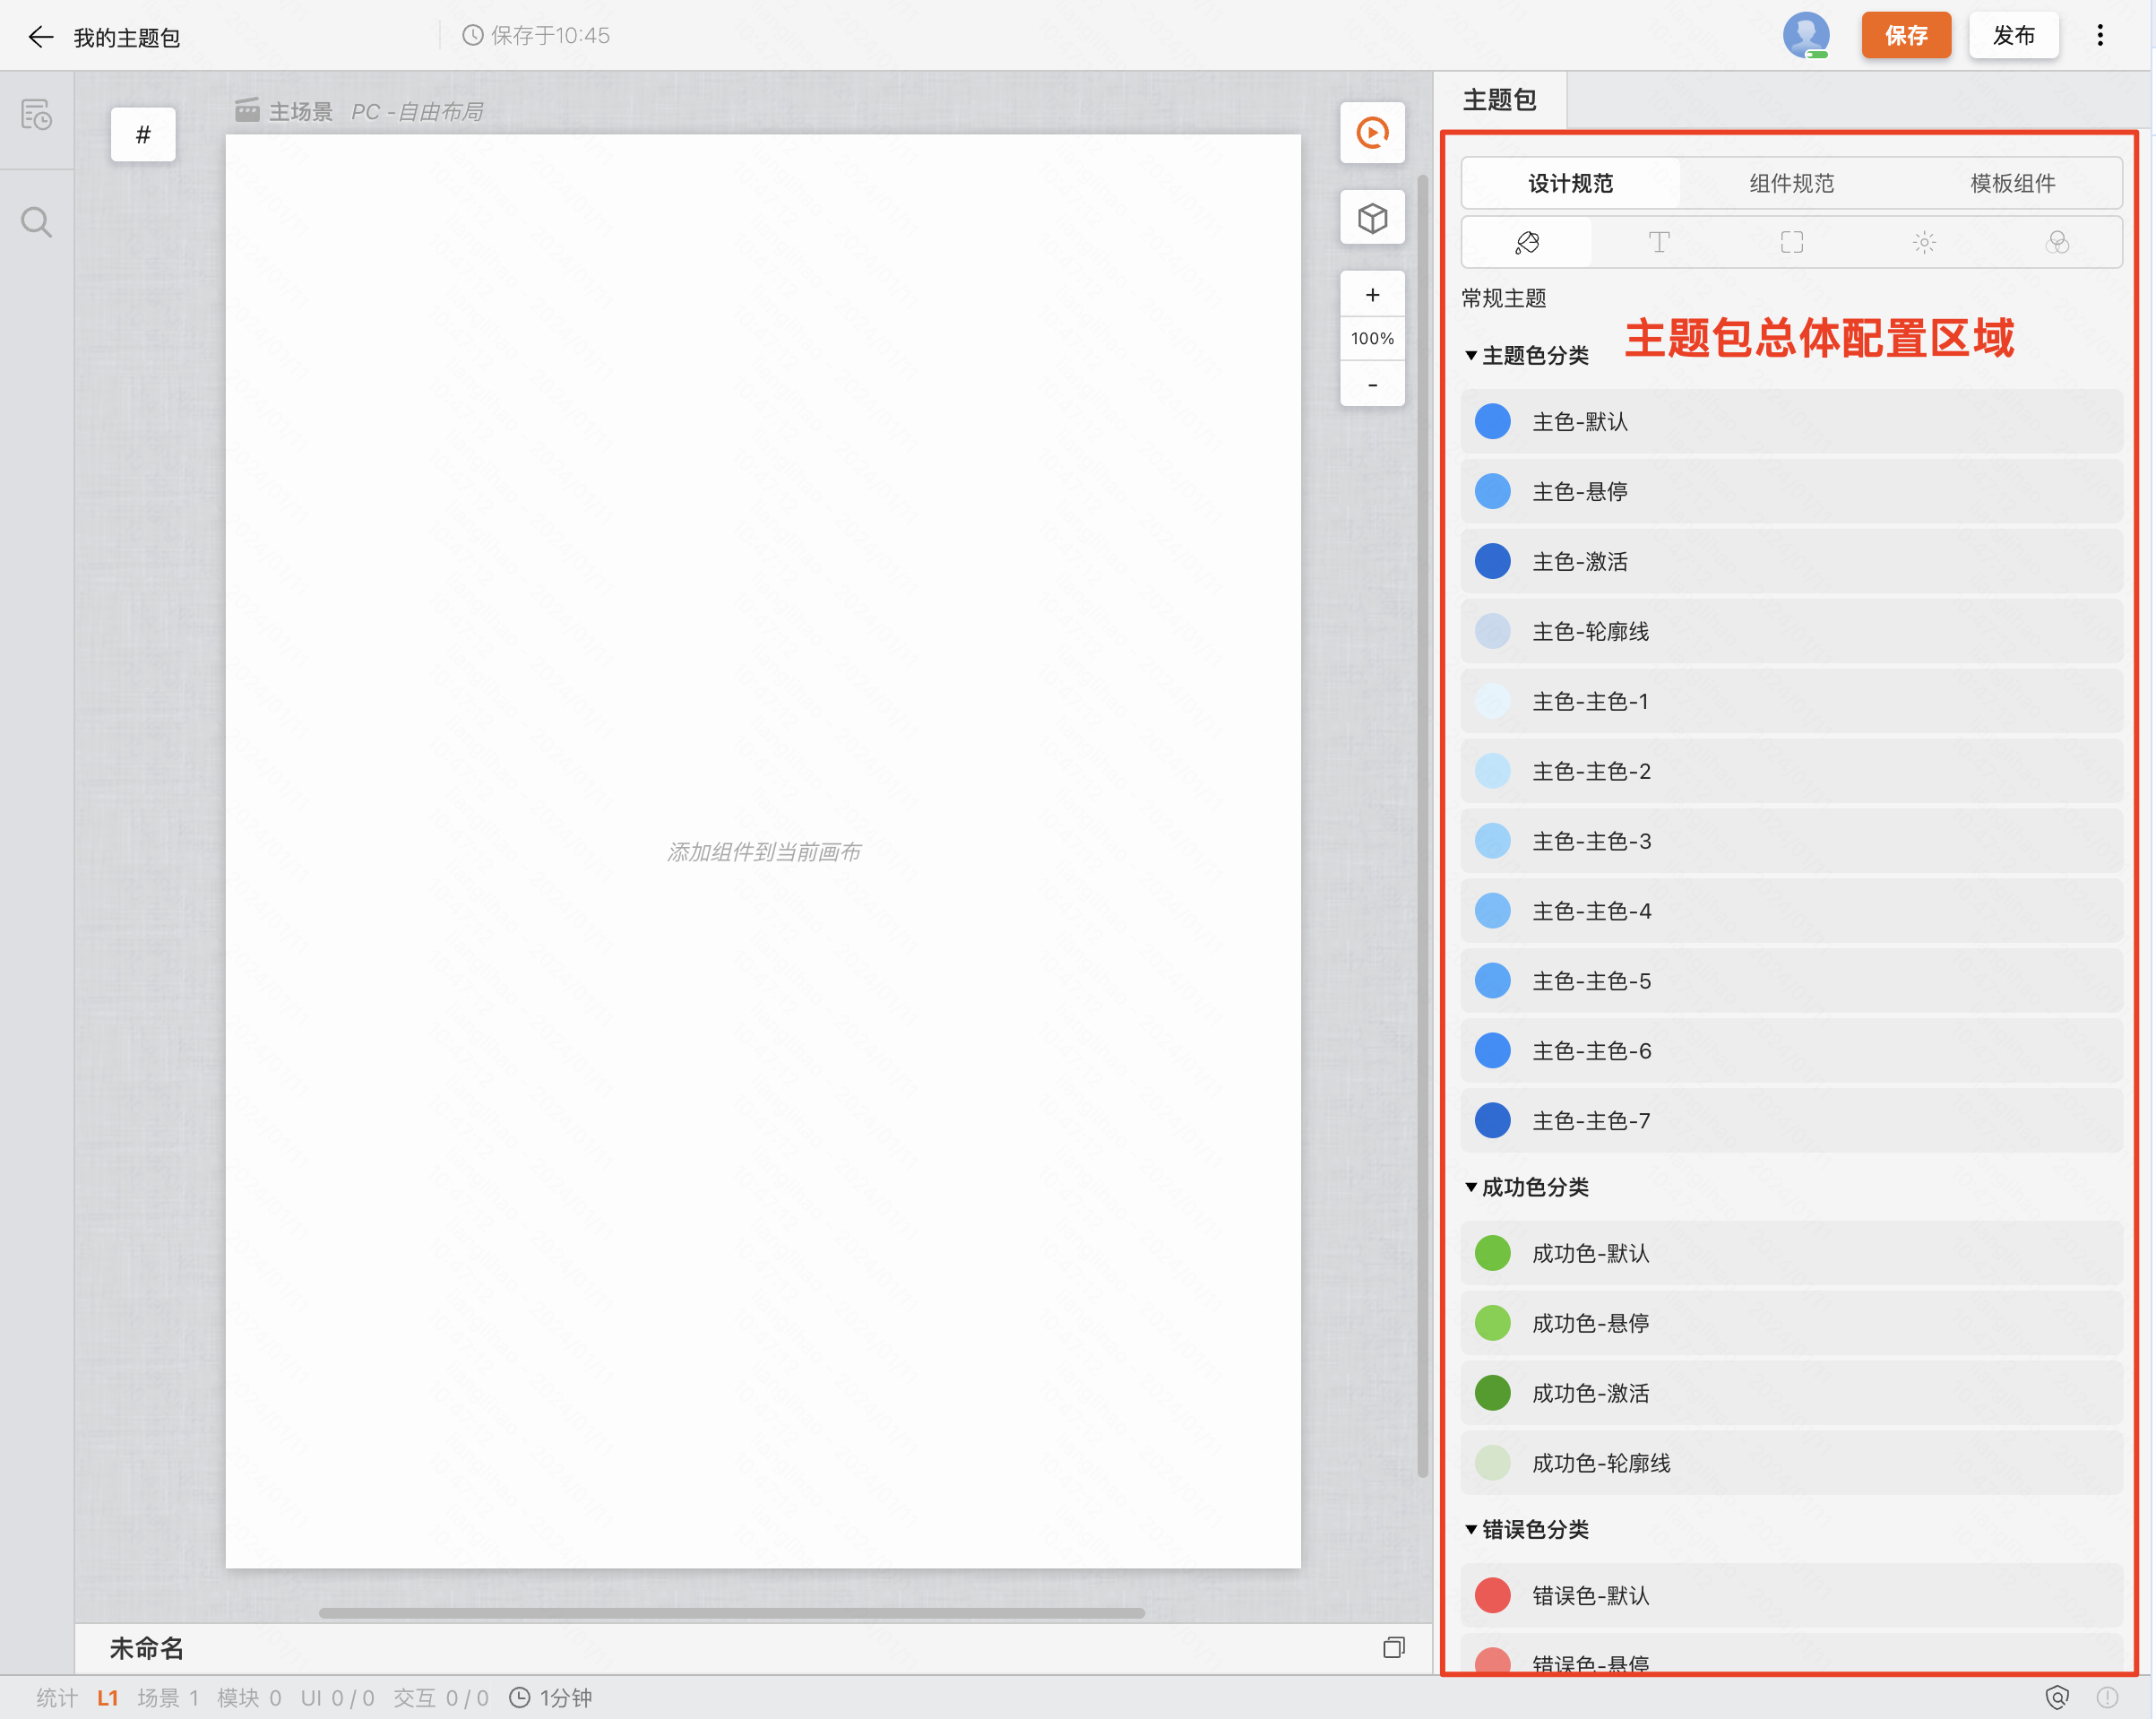 我的主题包
保存于10:45
保存
发布
#
主场景 PC -自由布局
+
100%
-
添加组件到当前画布
未命名
主题包
设计规范 组件规范 模板组件
常规主题
主题包总体配置区域
主题色分类
主色-默认
主色-悬停
主色-激活
主色-轮廓线
主色-主色-1
主色-主色-2
主色-主色-3
主色-主色-4
主色-主色-5
主色-主色-6
主色-主色-7
成功色分类
成功色-默认
成功色-悬停
成功色-激活
成功色-轮廓线
错误色分类
错误色-默认
错误色-悬停
统计 L1 场景 1 模块 0 UI 0 / 0 交互 0 / 0 1分钟